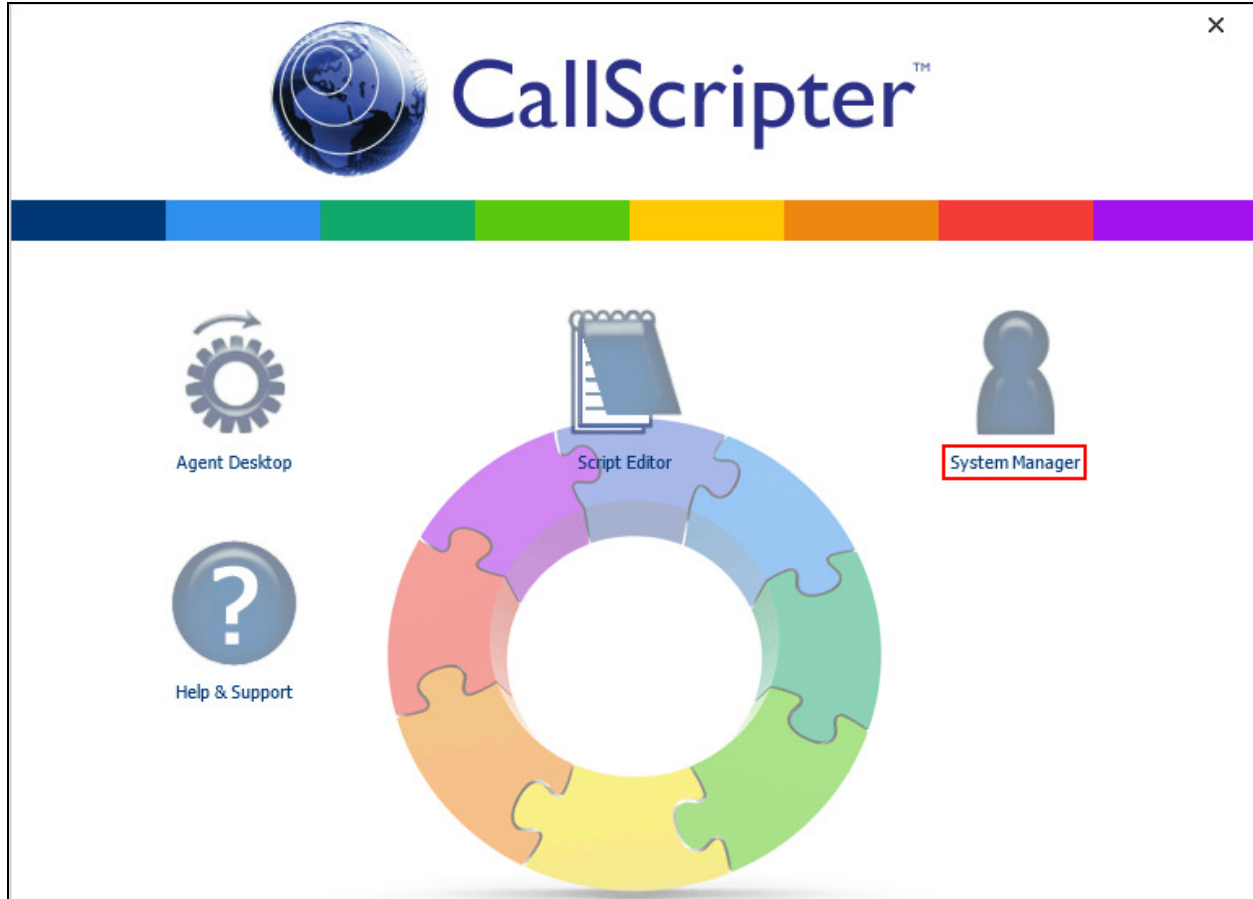 CallScripter™
Agent Desktop
Script Editor
System Manager
?
Help & Support